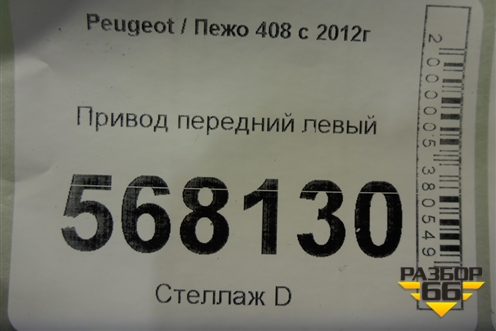 Peugeot / Пежо 408 с 2012г
Привод передний левый
568130
Стеллаж D
2000005380549
РАЗБОР
66